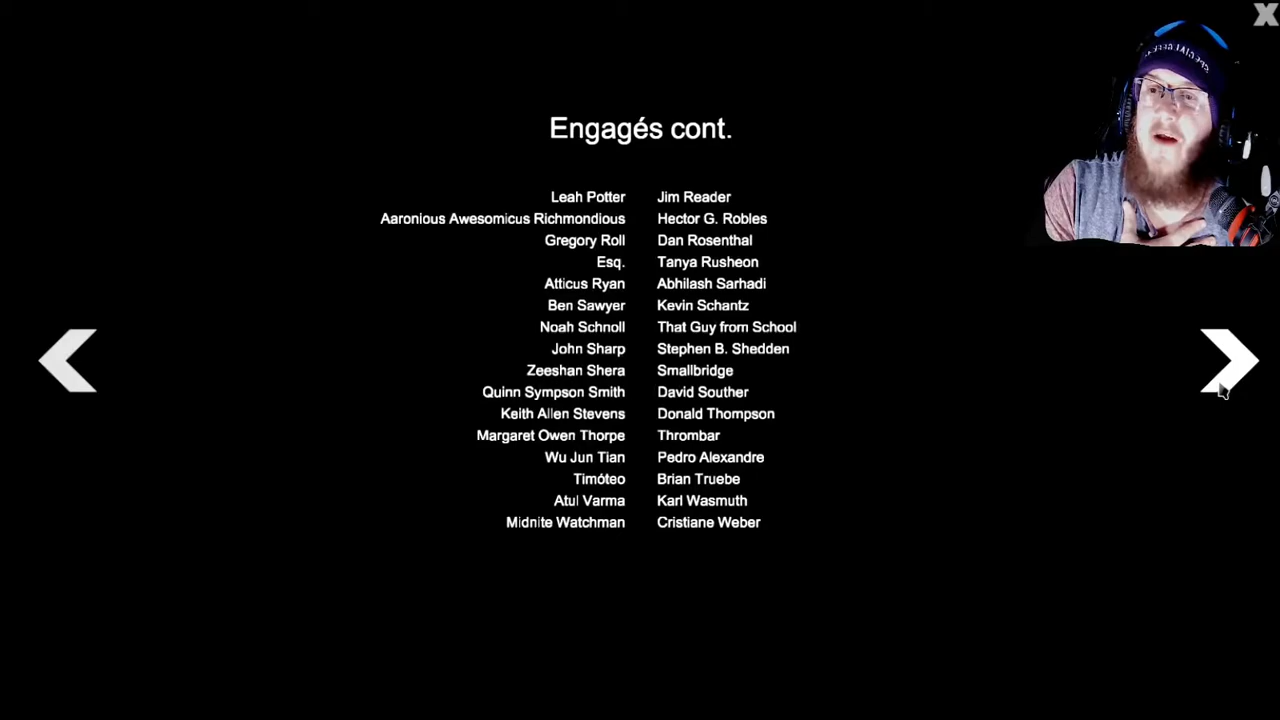 Engagés cont.
Leah Potter Jim Reader
Aaronious Awesomicus Richmondious Hector G. Robles
Gregory Roll Dan Rosenthal
Esq. Tanya Rusheon
Atticus Ryan Abhilash Sarhadi
Ben Sawyer Kevin Schantz
Noah Schnoll That Guy from School
John Sharp Stephen B. Shedden
Zeeshan Shera Smallbridge
Quinn Sympson Smith David Souther
Keith Allen Stevens Donald Thompson
Margaret Owen Thorpe Thrombar
Wu Jun Tian Pedro Alexandre
Timóteo Brian Truebe
Atul Varma Karl Wasmuth
Midnite Watchman Cristiane Weber